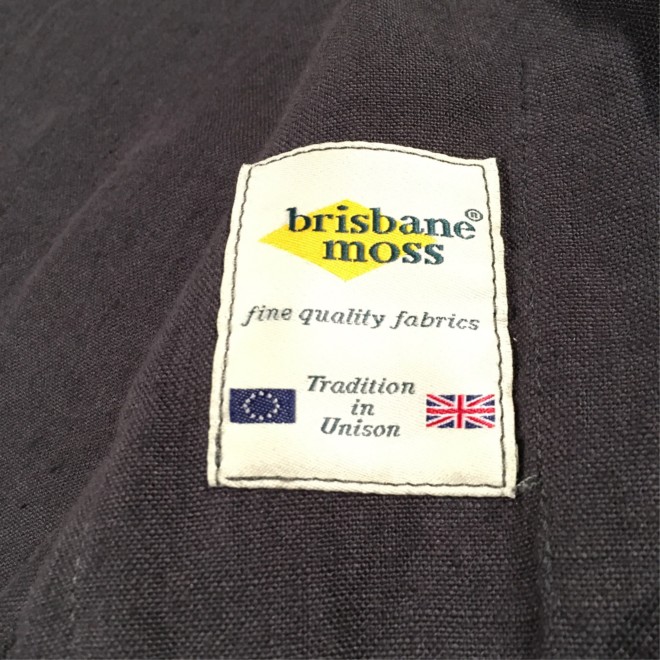 brisbane®
moss
fine quality fabrics
Tradition
in
Unison